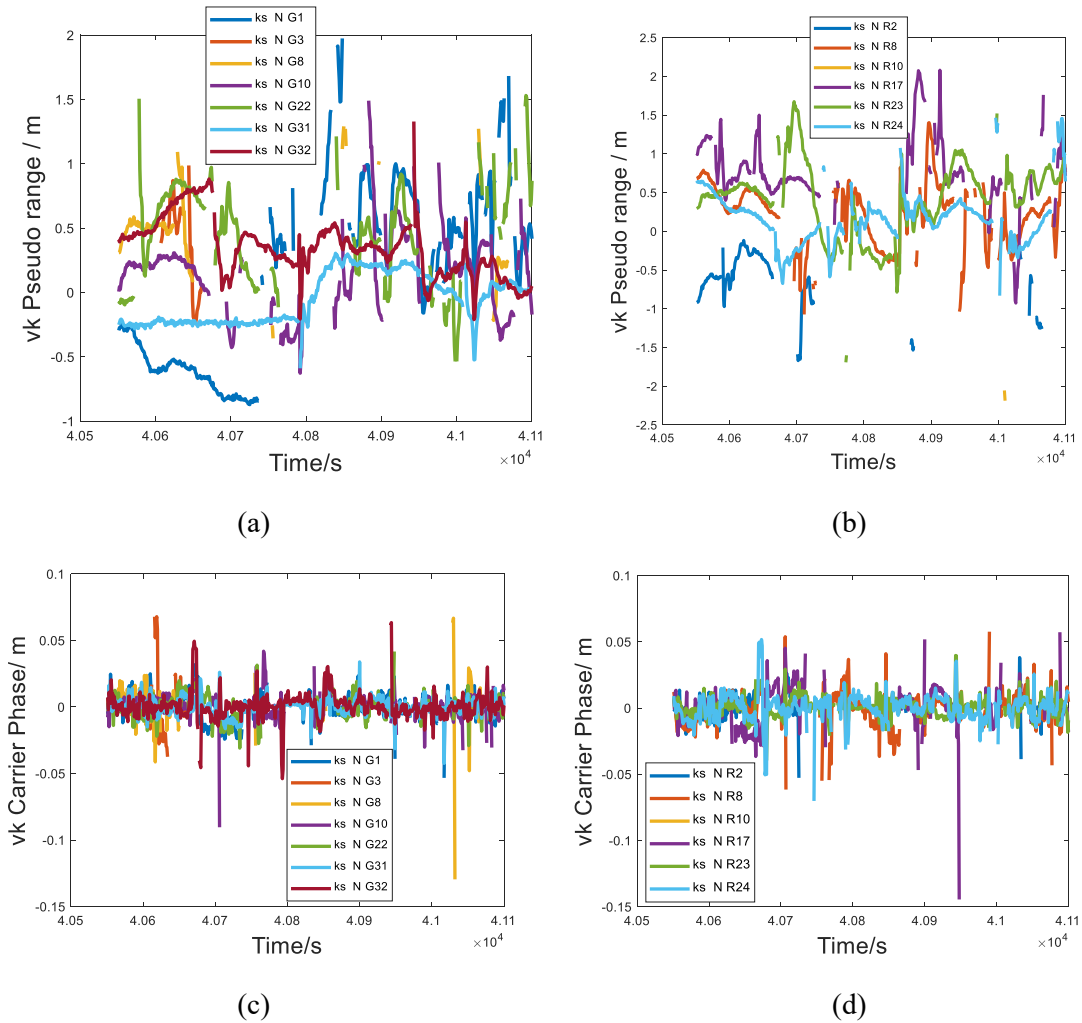 ks N G1
ks N G3
ks N G8
ks N G10
ks N G22
ks N G31
ks N G32
2
1.5
1
0.5
0
-0.5
-1
vk Pseudo range / m
4.05 4.06 4.07 4.08 4.09 4.1 4.11
Time/s
×10⁴
(a)
ks N R2
ks N R8
ks N R10
ks N R17
ks N R23
ks N R24
2.5
2
1.5
1
0.5
0
-0.5
-1
-1.5
-2
-2.5
vk Pseudo range / m
4.05 4.06 4.07 4.08 4.09 4.1 4.11
Time/s
×10⁴
(b)
0.1
0.05
0
-0.05
-0.1
-0.15
vk Carrier Phase/ m
ks N G1
ks N G3
ks N G8
ks N G10
ks N G22
ks N G31
ks N G32
4.05 4.06 4.07 4.08 4.09 4.1 4.11
Time/s
×10⁴
(c)
0.1
0.05
0
-0.05
-0.1
-0.15
vk Carrier Phase/ m
ks N R2
ks N R8
ks N R10
ks N R17
ks N R23
ks N R24
4.05 4.06 4.07 4.08 4.09 4.1 4.11
Time/s
×10⁴
(d)